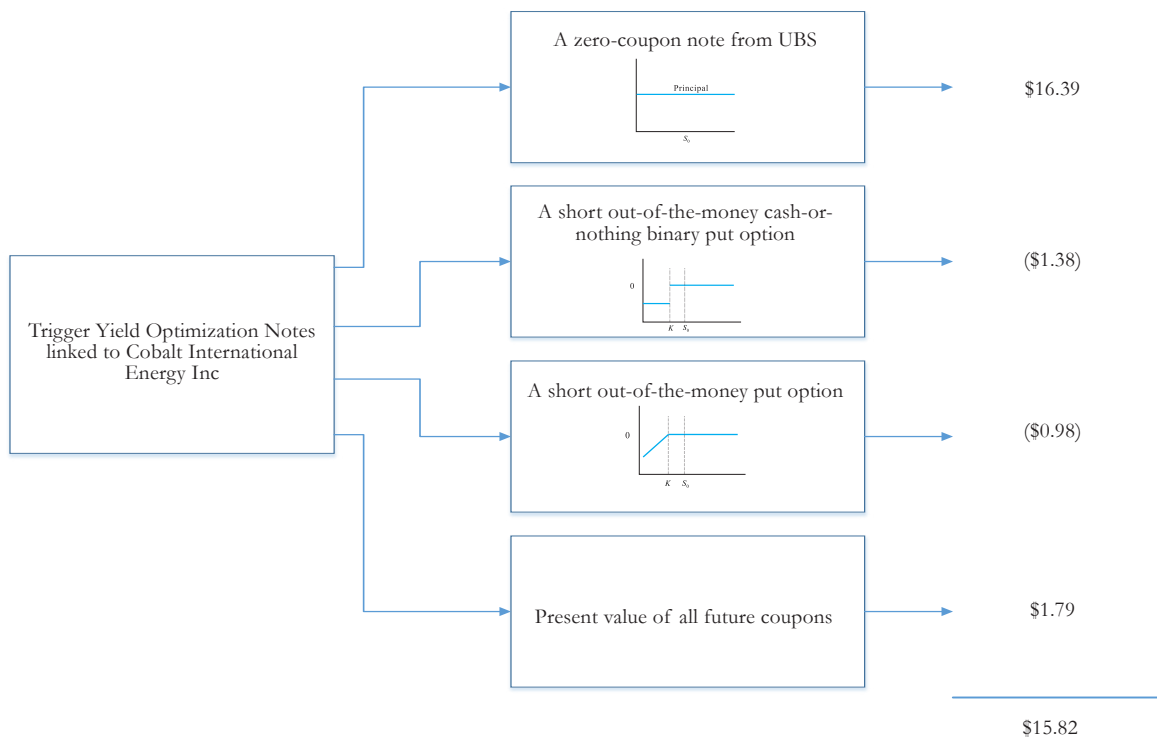 A zero-coupon note from UBS
Principal
S0
$16.39
A short out-of-the-money cash-or-
nothing binary put option
0
K
S0
($1.38)
Trigger Yield Optimization Notes
linked to Cobalt International
Energy Inc
A short out-of-the-money put option
0
K
S0
($0.98)
Present value of all future coupons
$1.79
$15.82